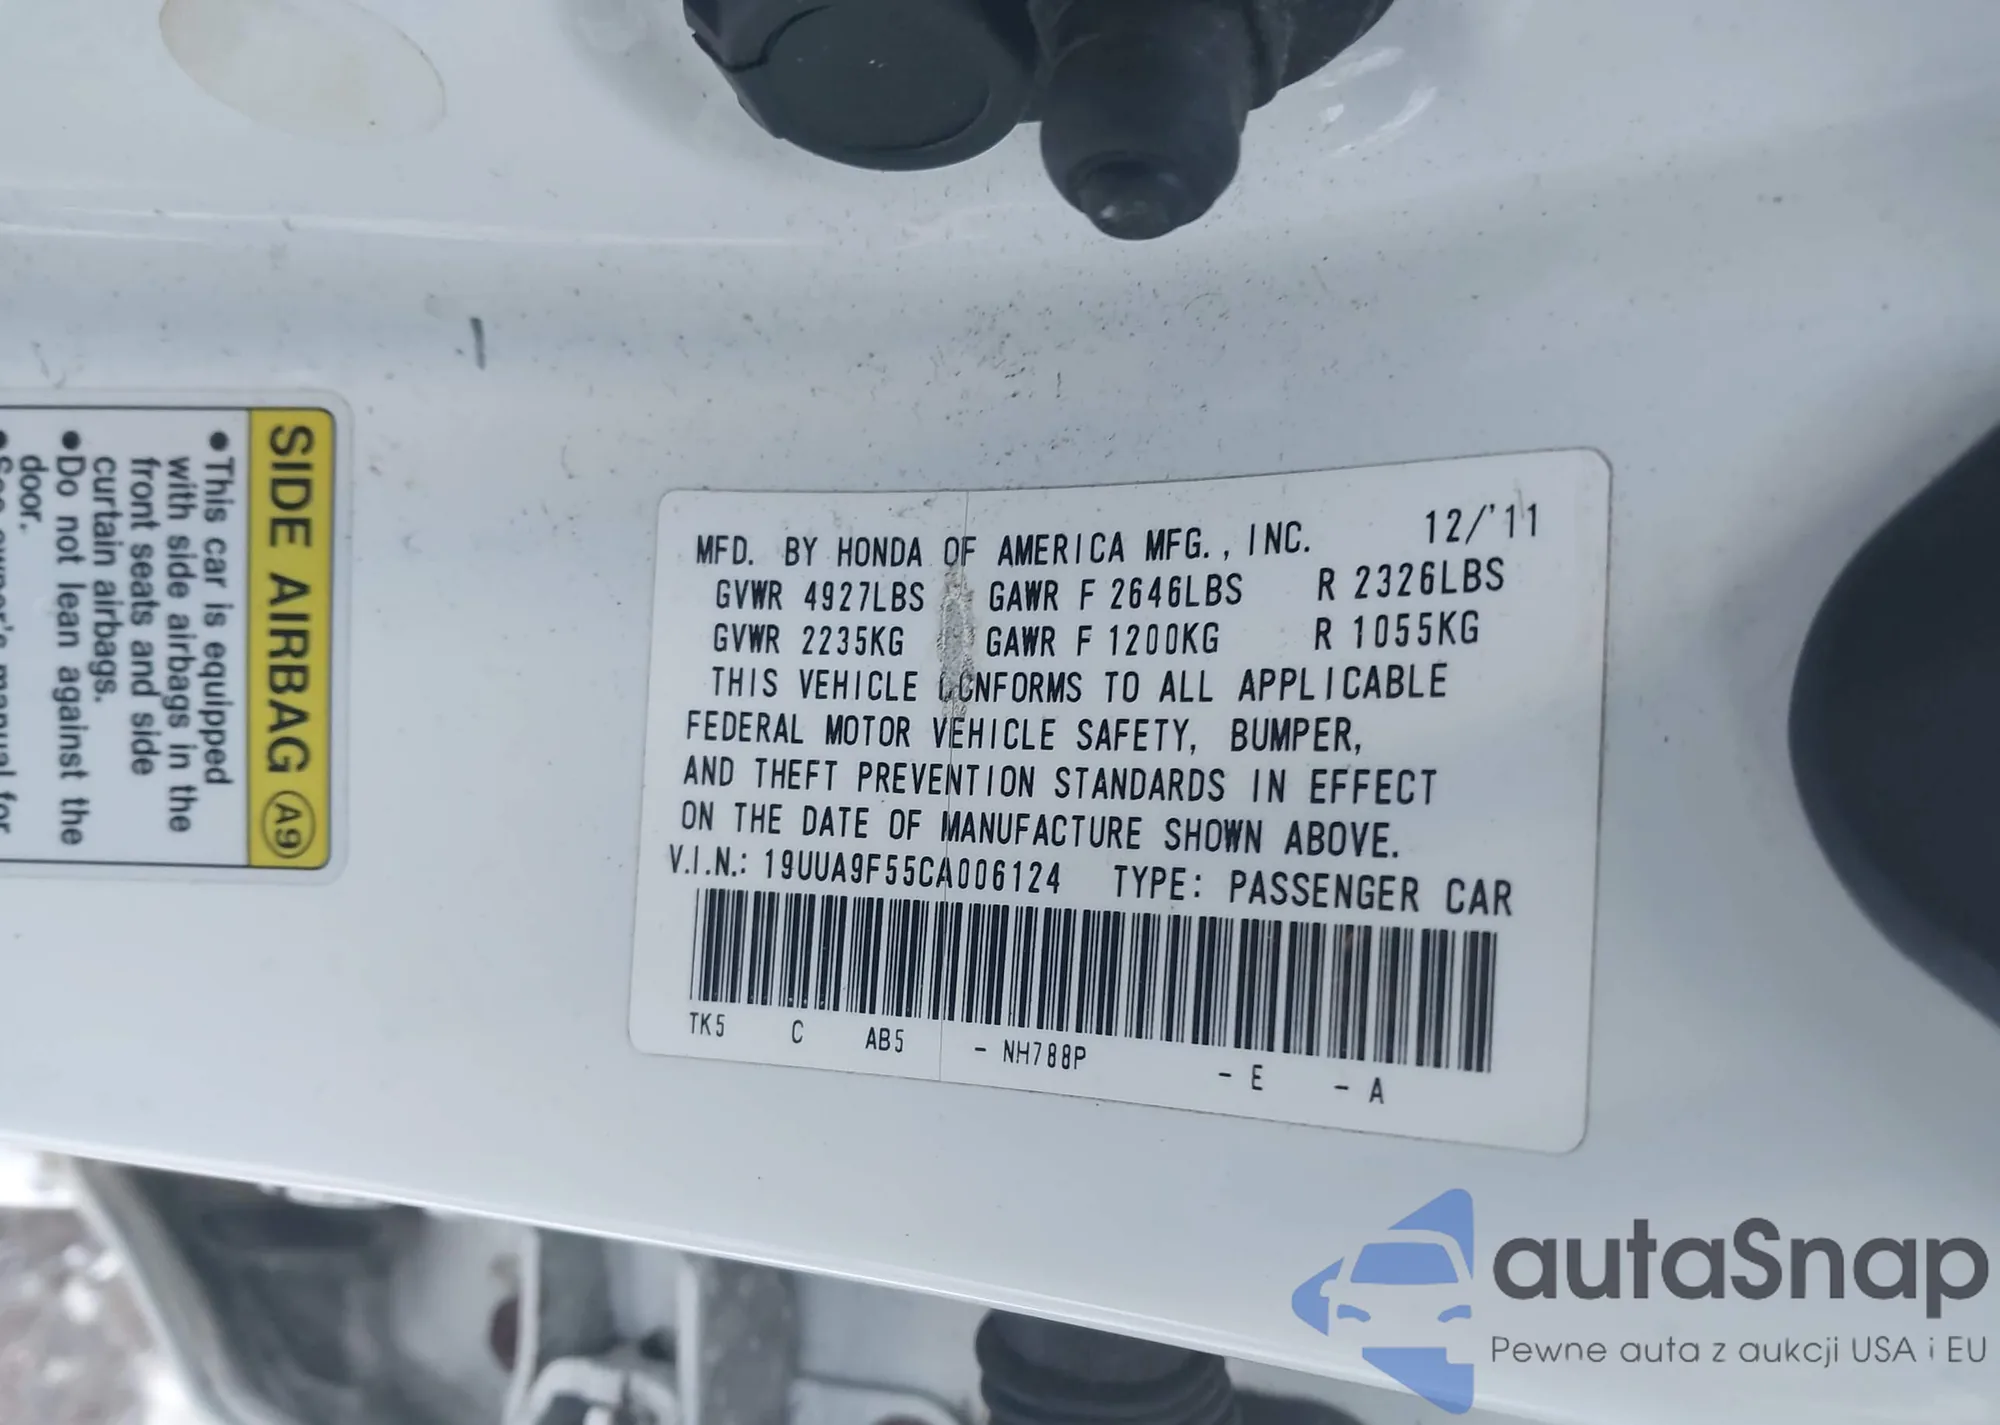 SIDE AIRBAG A9
●This car is equipped
with side airbags in the
front seats and side
curtain airbags.
●Do not lean against the
door.
MFD. BY HONDA OF AMERICA MFG., INC. 12/'11
GVWR 4927LBS GAWR F 2646LBS R 2326LBS
GVWR 2235KG GAWR F 1200KG R 1055KG
THIS VEHICLE CONFORMS TO ALL APPLICABLE
FEDERAL MOTOR VEHICLE SAFETY, BUMPER,
AND THEFT PREVENTION STANDARDS IN EFFECT
ON THE DATE OF MANUFACTURE SHOWN ABOVE.
V.I.N.: 19UUA9F55CA006124 TYPE: PASSENGER CAR
TK5 C AB5 - NH788P - E - A
autaSnap
Pewne auta z aukcji USA i EU